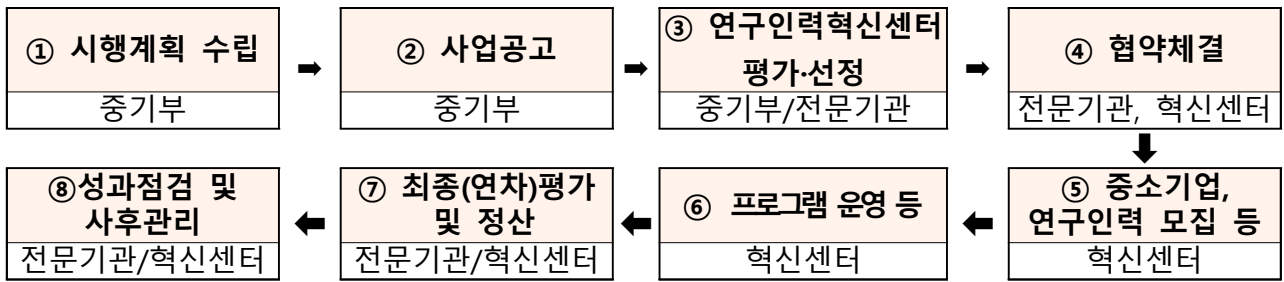 ① 시행계획 수립
중기부
➡
② 사업공고
중기부
➡
③ 연구인력혁신센터
평가·선정
중기부/전문기관
➡
④ 협약체결
전문기관, 혁신센터
⬇
⑤ 중소기업,
연구인력 모집 등
혁신센터
⬅
⑥ 프로그램 운영 등
혁신센터
⬅
⑦ 최종(연차)평가
및 정산
전문기관/혁신센터
⬅
⑧성과점검 및
사후관리
전문기관/혁신센터